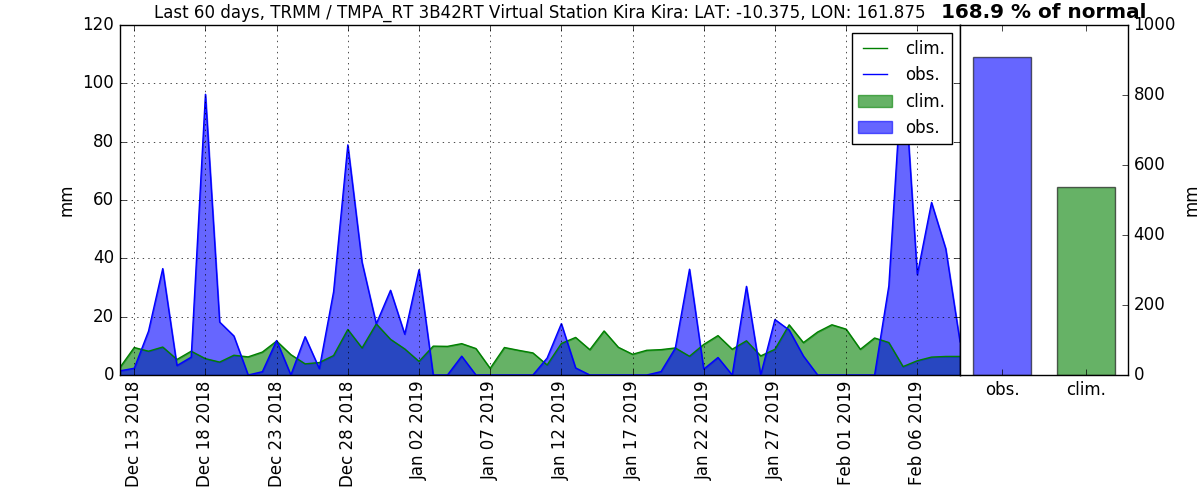 Last 60 days, TRMM / TMPA_RT 3B42RT Virtual Station Kira Kira: LAT: -10.375, LON: 161.875
168.9 % of normal
mm
120
100
80
60
40
20
0
clim.
obs.
clim.
obs.
1000
800
600
400
200
0
mm
Dec 13 2018
Dec 18 2018
Dec 23 2018
Dec 28 2018
Jan 02 2019
Jan 07 2019
Jan 12 2019
Jan 17 2019
Jan 22 2019
Jan 27 2019
Feb 01 2019
Feb 06 2019
obs.
clim.